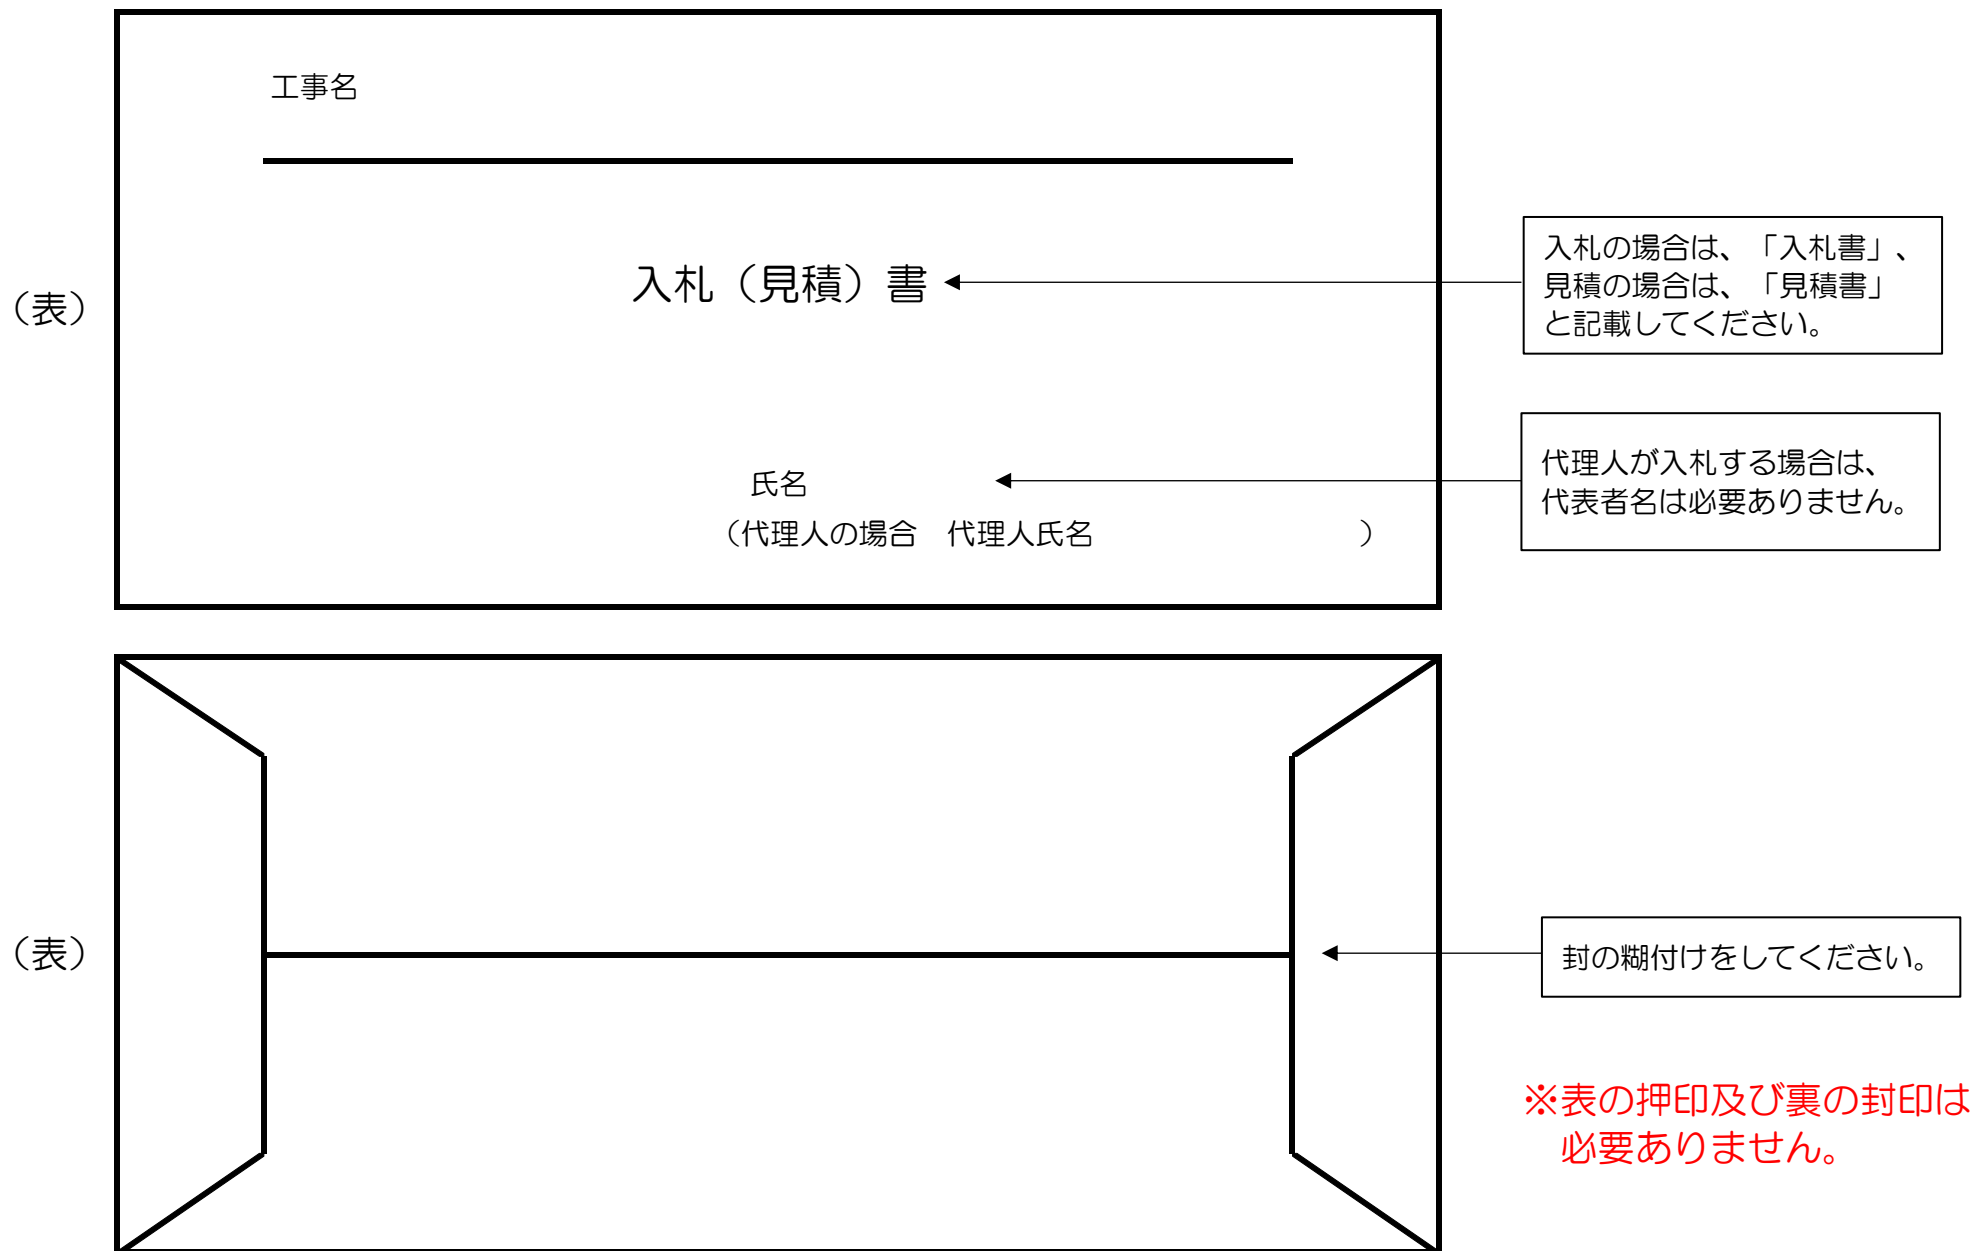 工事名
（表）
入札（見積）書
入札の場合は、「入札書」、
見積の場合は、「見積書」
と記載してください。
氏名
（代理人の場合　代理人氏名　　　　　　　　　）
代理人が入札する場合は、
代表者名は必要ありません。
（表）
封の糊付けをしてください。
※表の押印及び裏の封印は
必要ありません。